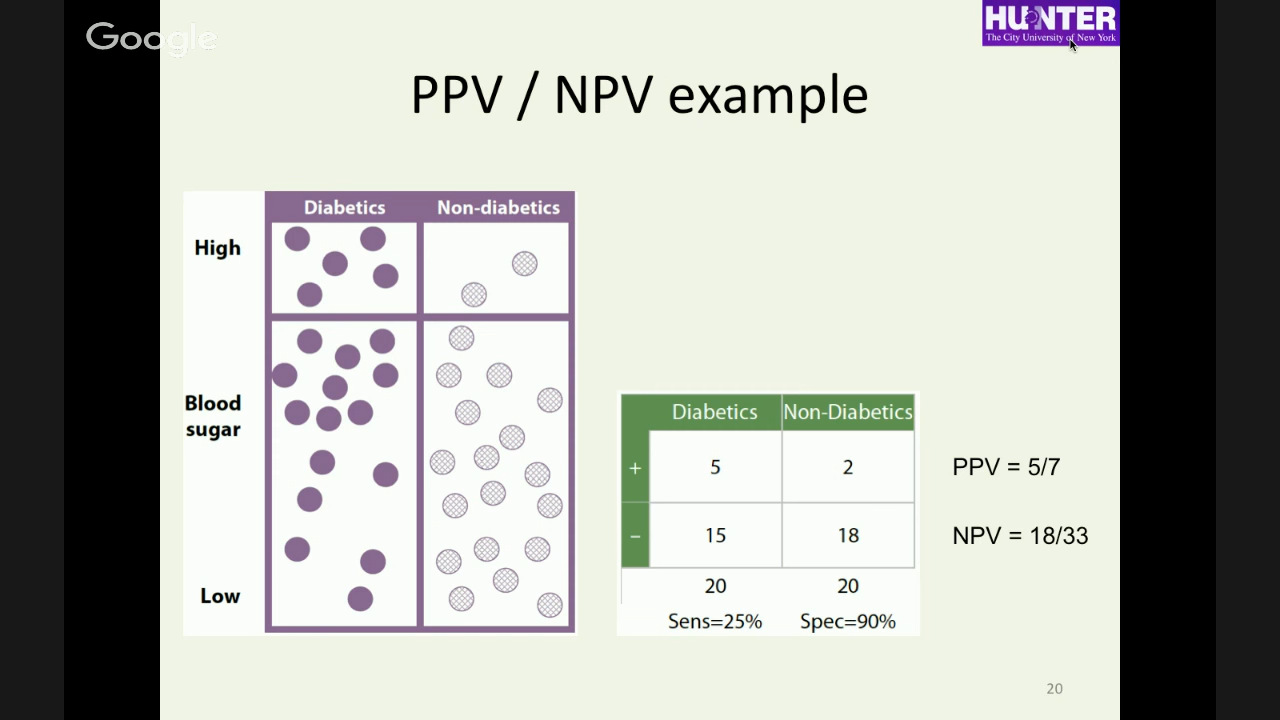 Google
HUNTER
The City University of New York
PPV / NPV example
Diabetics Non-diabetics
High
Blood
sugar
Low
Diabetics Non-Diabetics
+ 5 2 PPV = 5/7
– 15 18 NPV = 18/33
20 20
Sens=25% Spec=90%
20